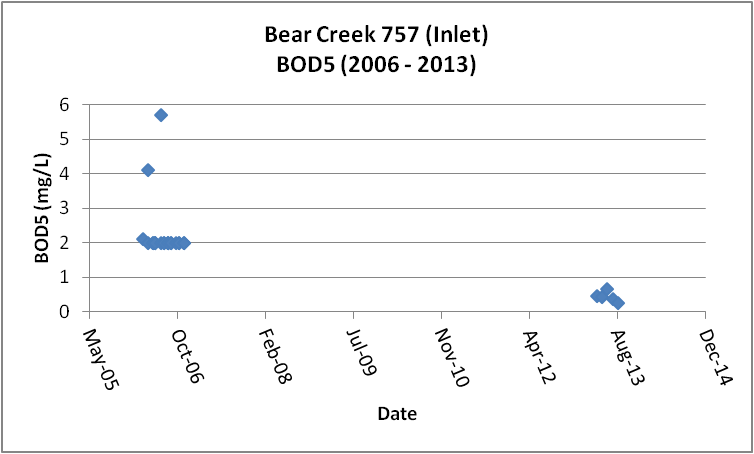 Bear Creek 757 (Inlet)
BOD5 (2006 - 2013)
BOD5 (mg/L)
6
5
4
3
2
1
0
May-05
Oct-06
Feb-08
Jul-09
Nov-10
Apr-12
Aug-13
Dec-14
Date